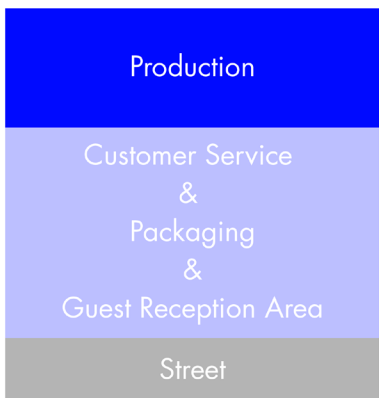 Production
Customer Service
&
Packaging
&
Guest Reception Area
Street